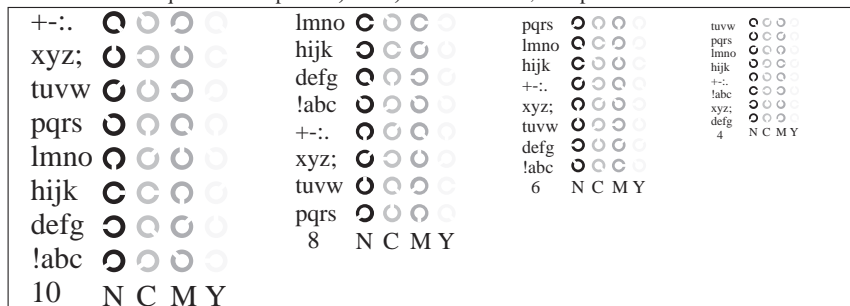 +-:.
xyz;
tuvw
pqrs
lmno
hijk
defg
!abc
10 N C M Y
lmno
hijk
defg
!abc
+-:.
xyz;
tuvw
pqrs
8 N C M Y
pqrs
lmno
hijk
+-:.
xyz;
tuvw
defg
!abc
6 N C M Y
tuvw
pqrs
lmno
hijk
+-:.
!abc
xyz;
defg
4 N C M Y